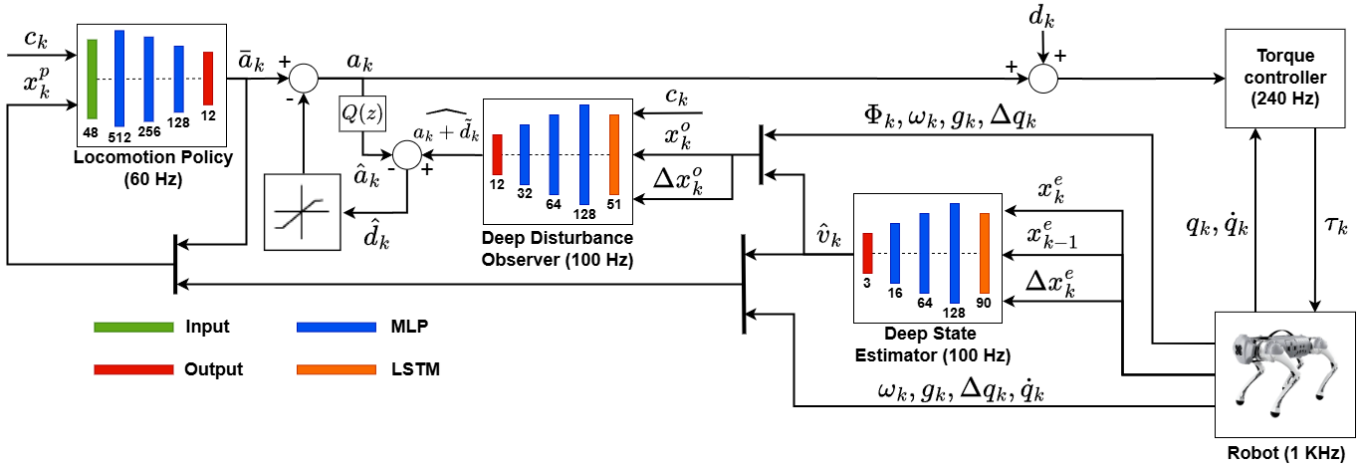 c_k
x_k^p
48
512
256
128
12
Locomotion Policy
(60 Hz)
ā_k
+
-
a_k
Q(z)
â_k
-
+
\widehat{a_k + \tilde{d}_k}
d̂_k
12
32
64
128
51
Deep Disturbance
Observer (100 Hz)
c_k
x_k^o
Δx_k^o
d_k
+
+
Torque
controller
(240 Hz)
Φ_k, ω_k, g_k, Δq_k
v̂_k
3
16
64
128
90
Deep State
Estimator (100 Hz)
x_k^e
x_{k-1}^e
Δx_k^e
q_k, q̇_k
τ_k
ω_k, g_k, Δq_k, q̇_k
Robot (1 KHz)
Input
MLP
Output
LSTM